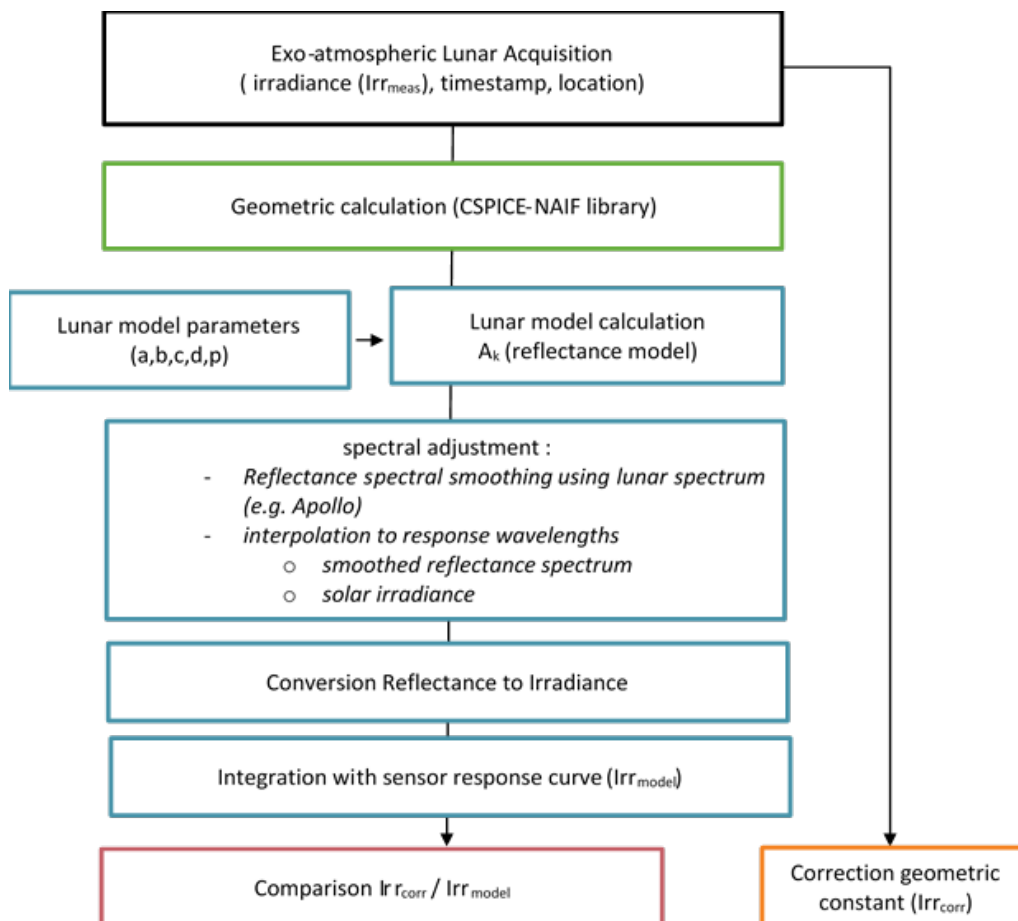 Exo-atmospheric Lunar Acquisition
( irradiance (Irrmeas), timestamp, location)
Geometric calculation (CSPICE-NAIF library)
Lunar model parameters
(a,b,c,d,p)
Lunar model calculation
Ak (reflectance model)
spectral adjustment :
- Reflectance spectral smoothing using lunar spectrum
(e.g. Apollo)
- interpolation to response wavelengths
o smoothed reflectance spectrum
o solar irradiance
Conversion Reflectance to Irradiance
Integration with sensor response curve (Irrmodel)
Comparison Irrcorr / Irrmodel
Correction geometric
constant (Irrcorr)